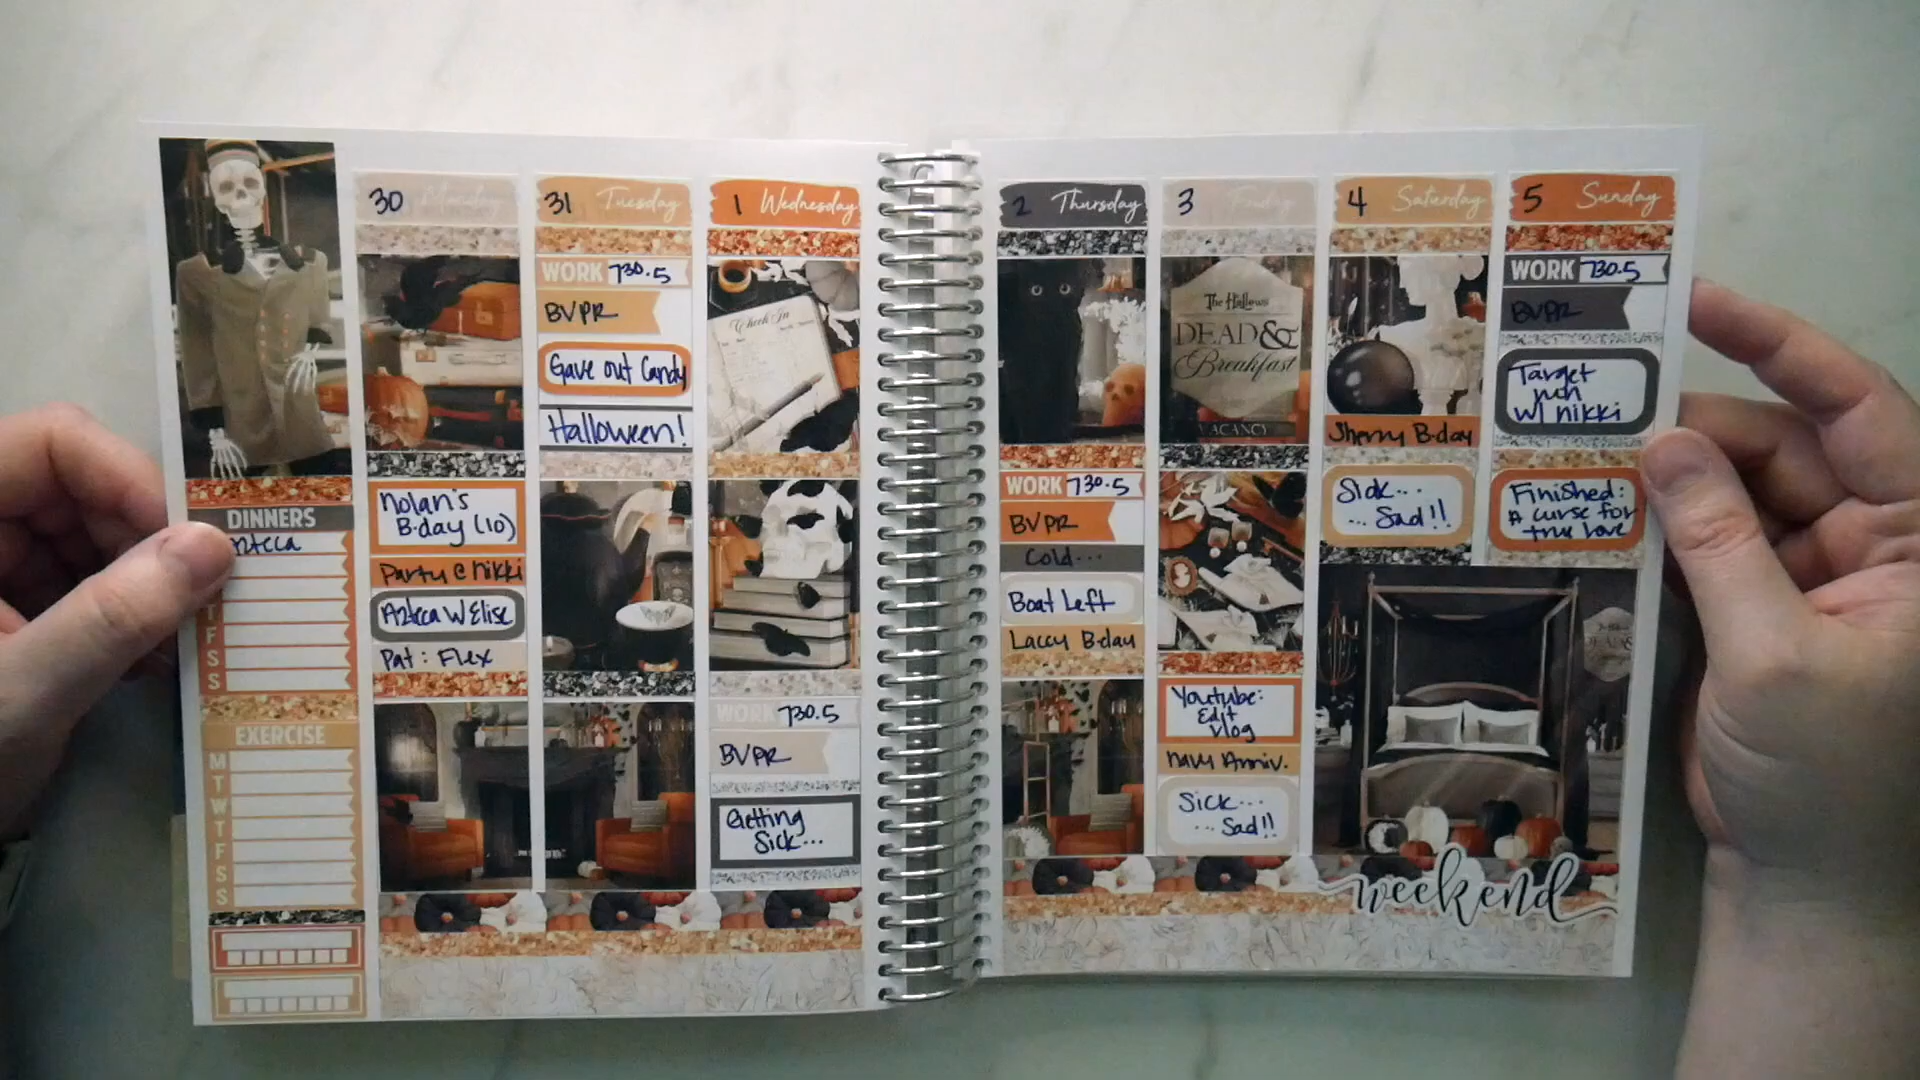 DINNERS
Azteca
T
F
S
S
EXERCISE
M
T
W
T
F
S
S
30 Monday
Nolan's
B.day (10)
Party @ Nikki
Azteca W Elise
Pat: Flex
31 Tuesday
WORK 730.5
BVPR
Gave out Candy
Halloween!
1 Wednesday
Check In
WORK 730.5
BVPR
Getting
Sick...
2 Thursday
WORK 730.5
BVPR
Cold...
Boat Left
Laccy B.day
3 Friday
The Hallows
DEAD &
Breakfast
VACANCY
Youtube:
Edit
Vlog
Navy Anniv.
Sick...
...Sad!!
4 Saturday
Sherry B.day
Sick...
...Sad!!
5 Sunday
WORK 730.5
BVPR
Target
run
w/ nikki
Finished:
A curse for
true love
weekend